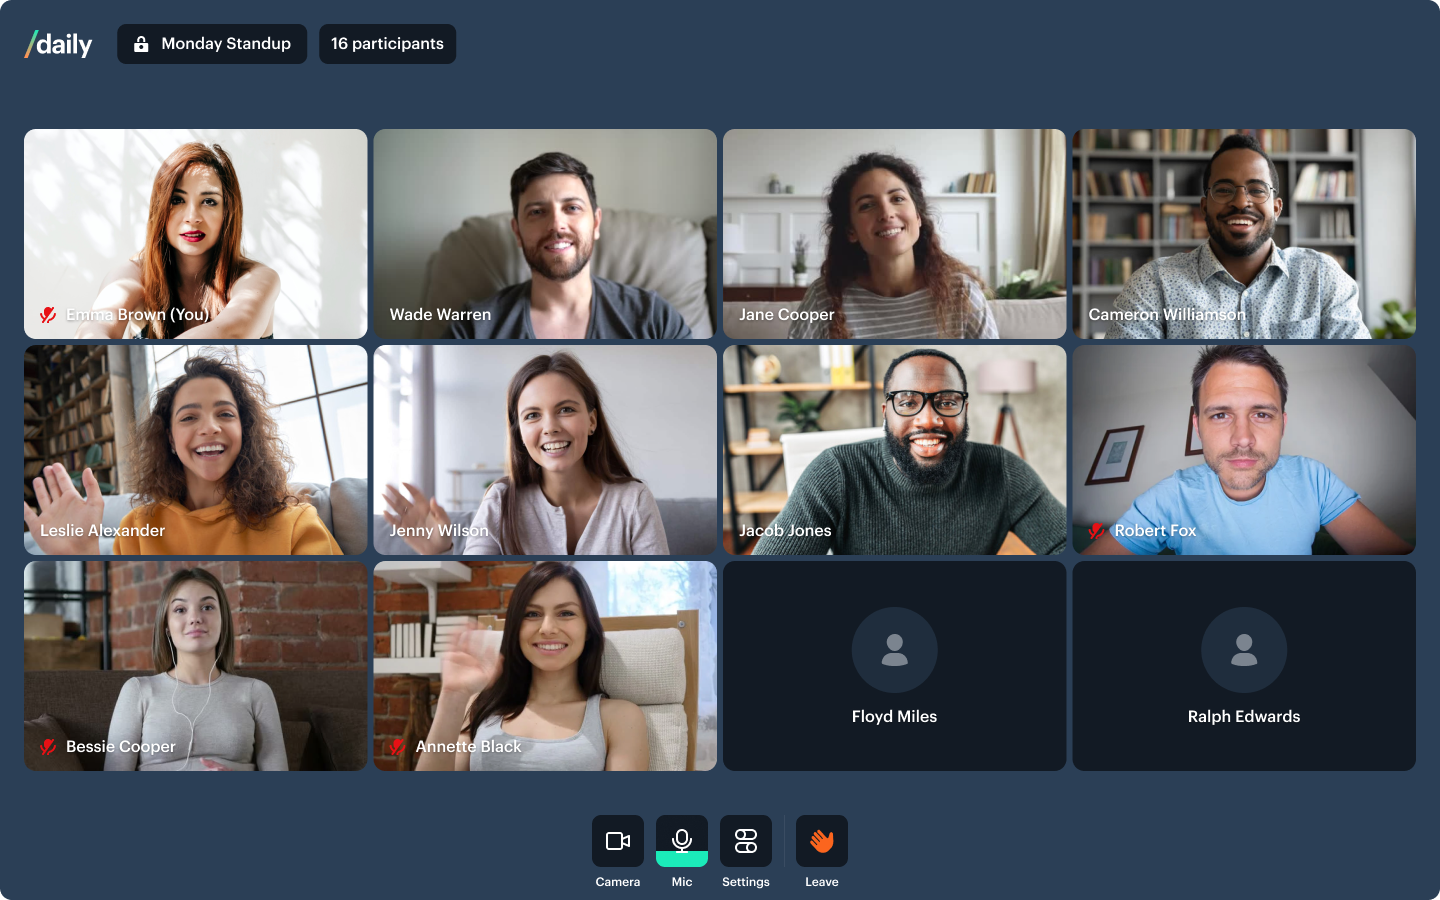 /daily
Monday Standup
16 participants
Emma Brown (You)
Wade Warren
Jane Cooper
Cameron Williamson
Leslie Alexander
Jenny Wilson
Jacob Jones
Robert Fox
Bessie Cooper
Annette Black
Floyd Miles
Ralph Edwards
Camera
Mic
Settings
Leave